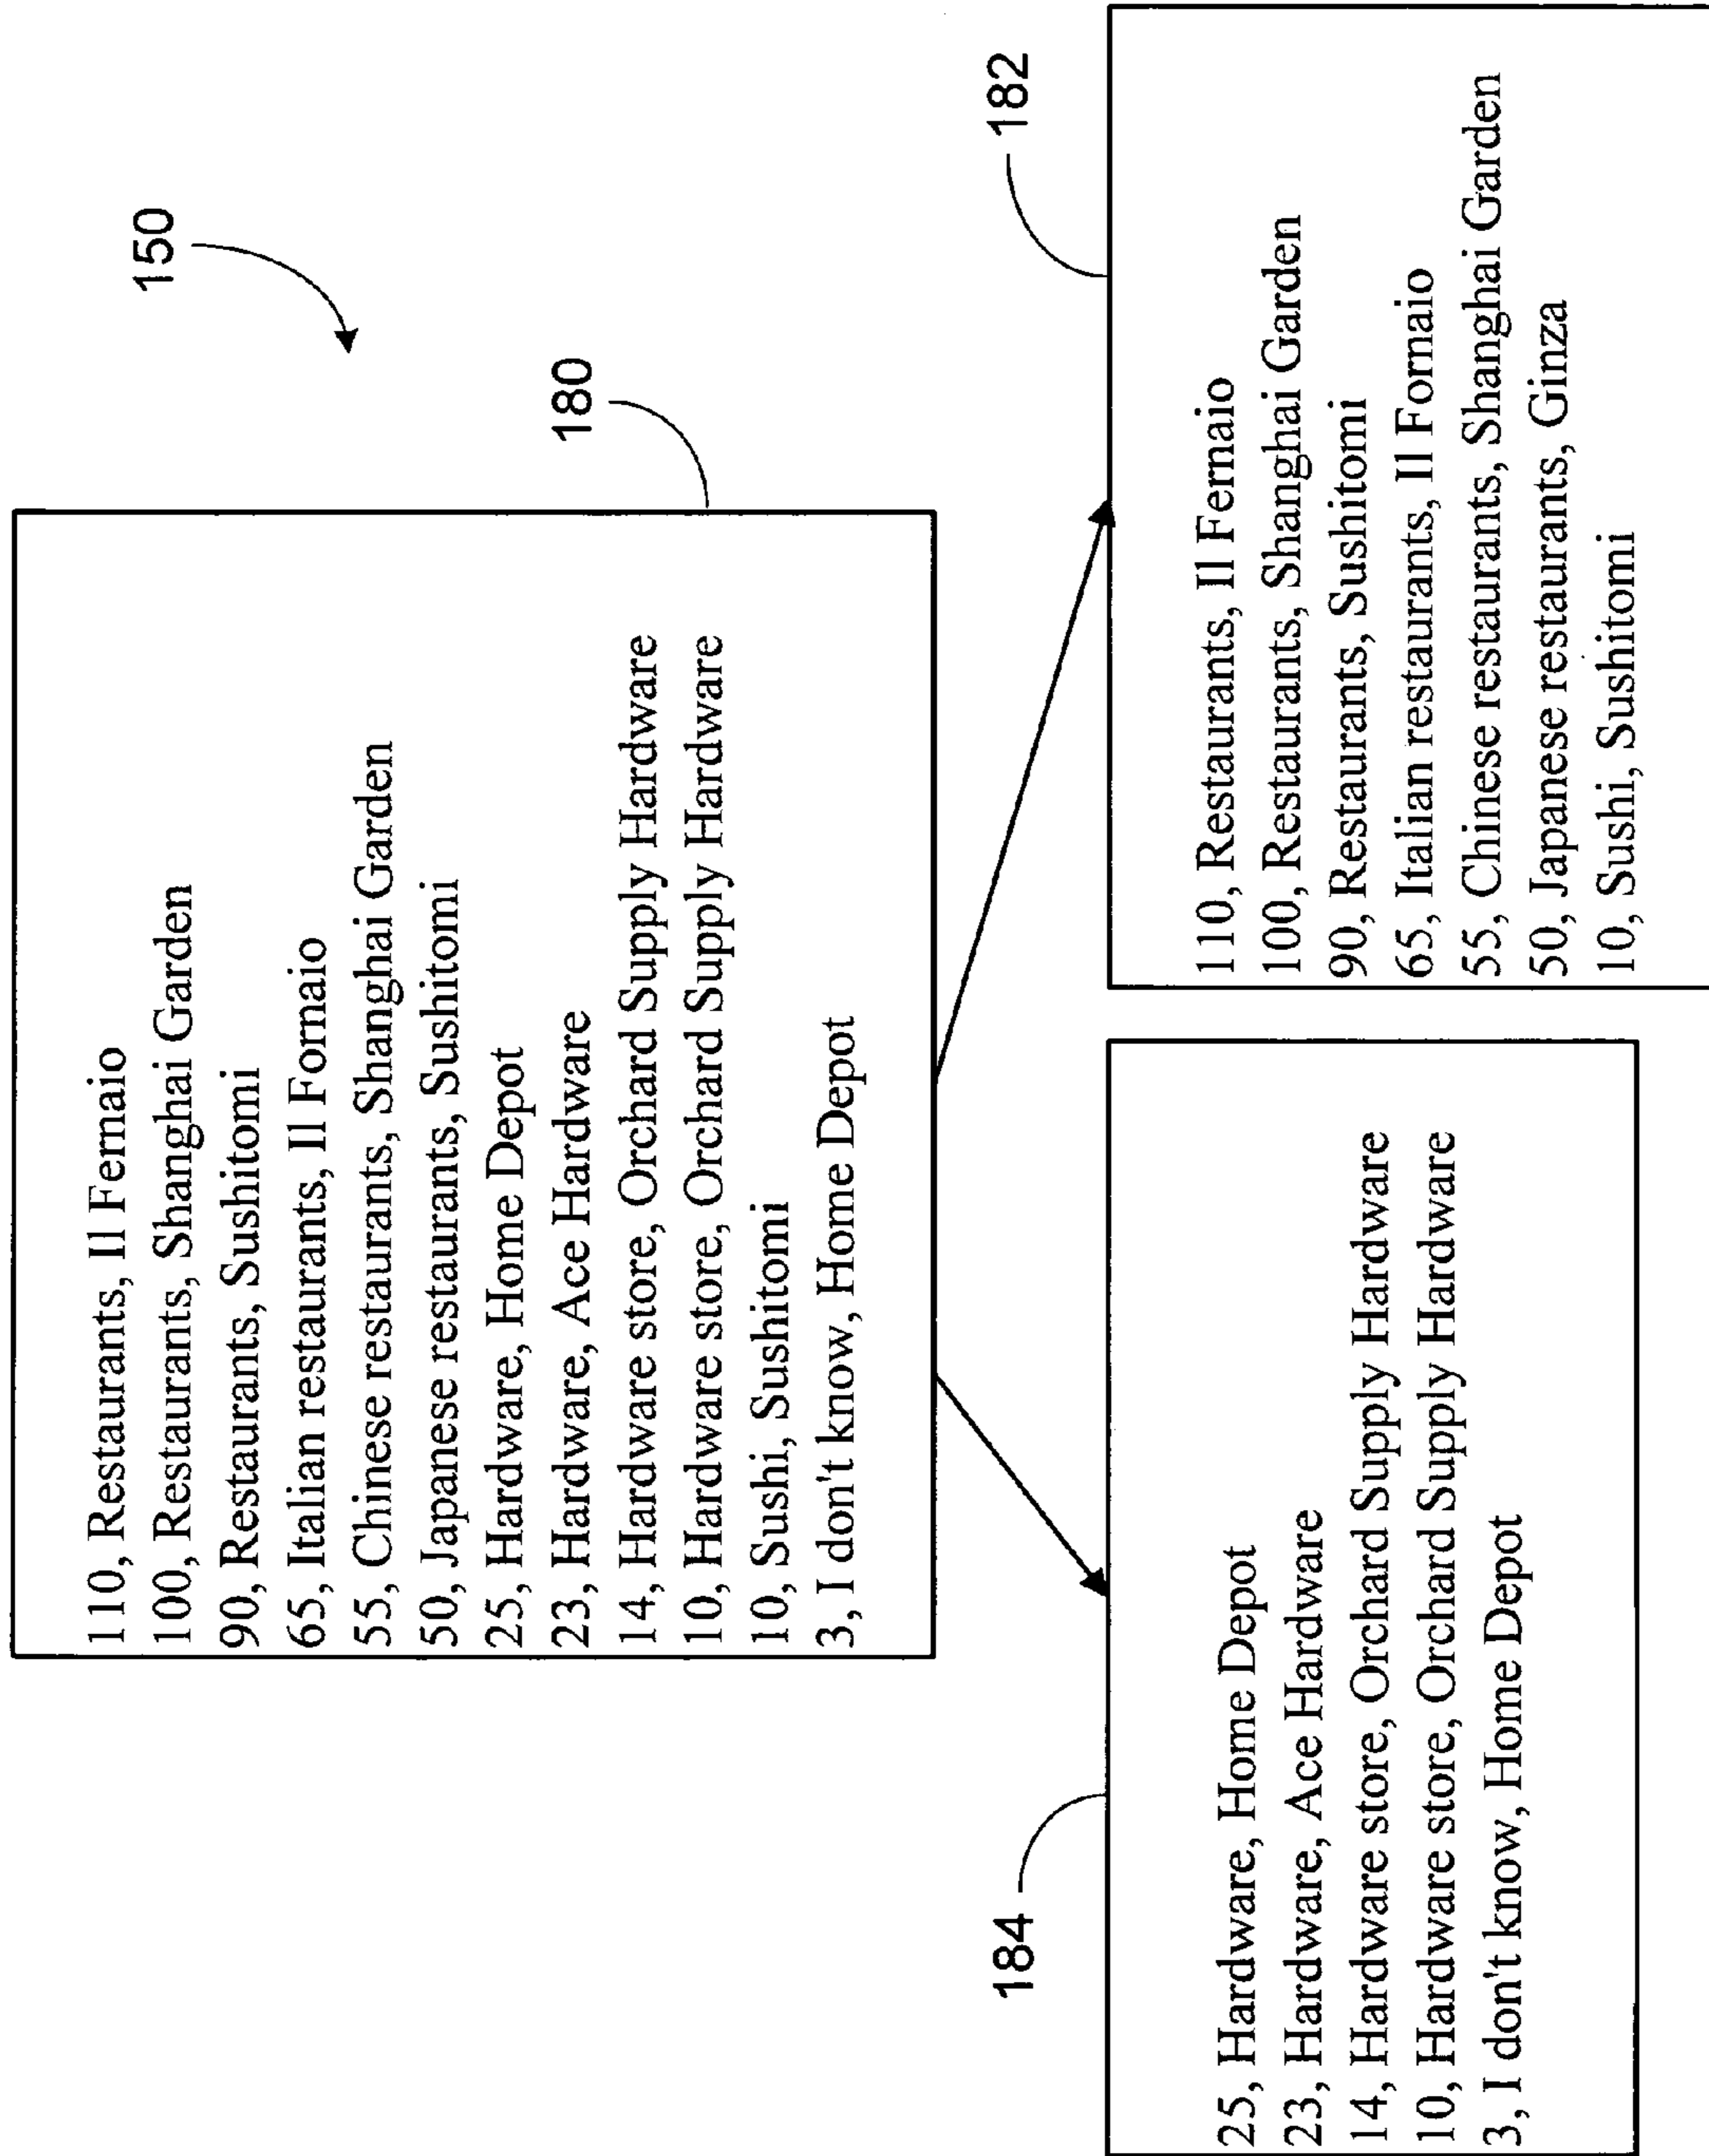 150
180
110, Restaurants, Il Fernaio
100, Restaurants, Shanghai Garden
90, Restaurants, Sushitomi
65, Italian restaurants, Il Fornaio
55, Chinese restaurants, Shanghai Garden
50, Japanese restaurants, Sushitomi
25, Hardware, Home Depot
23, Hardware, Ace Hardware
14, Hardware store, Orchard Supply Hardware
10, Hardware store, Orchard Supply Hardware
10, Sushi, Sushitomi
3, I don't know, Home Depot
184
25, Hardware, Home Depot
23, Hardware, Ace Hardware
14, Hardware store, Orchard Supply Hardware
10, Hardware store, Orchard Supply Hardware
3, I don't know, Home Depot
182
110, Restaurants, Il Fernaio
100, Restaurants, Shanghai Garden
90, Restaurants, Sushitomi
65, Italian restaurants, Il Fornaio
55, Chinese restaurants, Shanghai Garden
50, Japanese restaurants, Ginza
10, Sushi, Sushitomi